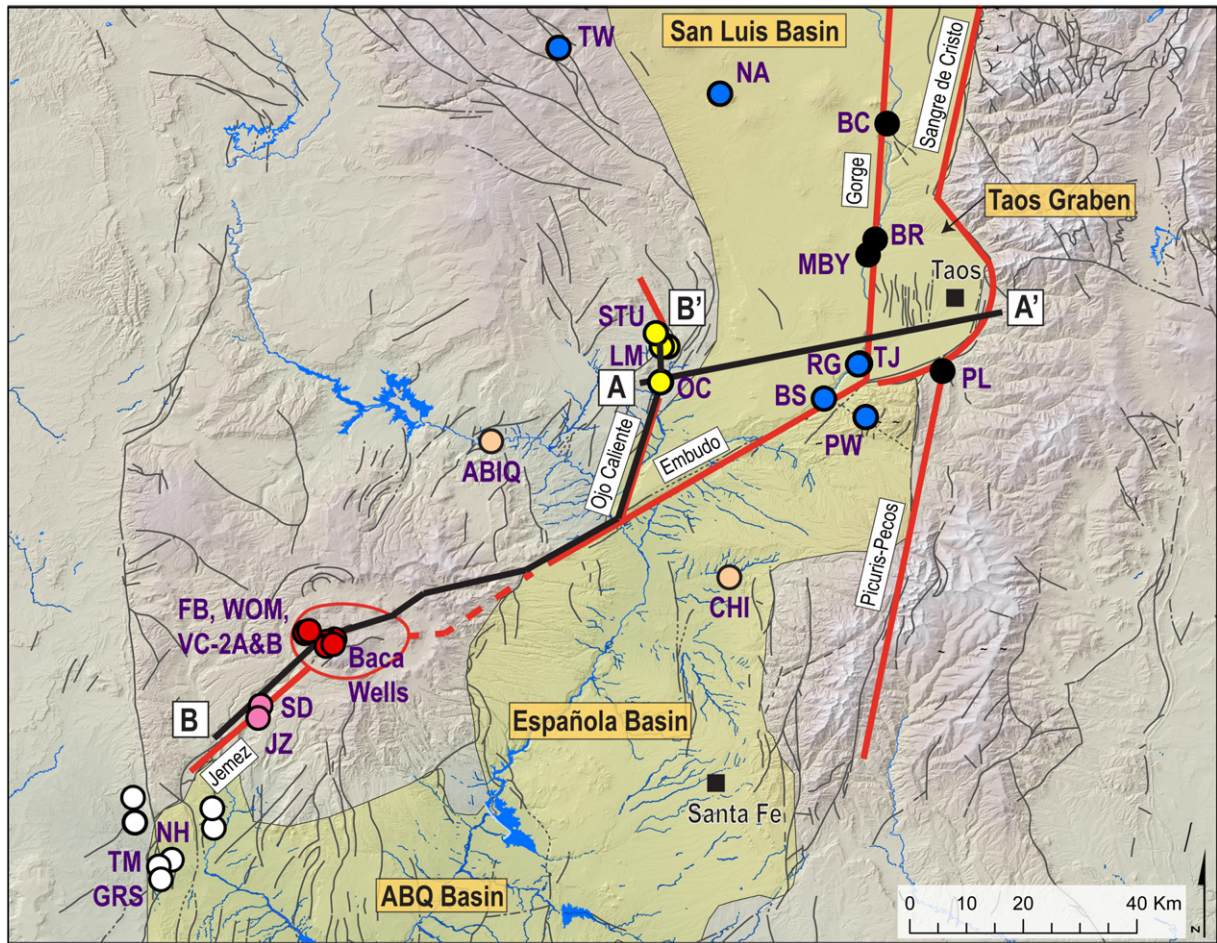 TW
San Luis Basin
NA
Sangre de Cristo
BC
Gorge
Taos Graben
BR
MBY
Taos
STU
B'
A'
LM
RG
TJ
A
OC
PL
BS
PW
Ojo Caliente
Embudo
ABIQ
Picuris-Pecos
CHI
FB, WOM,
VC-2A&B
Baca
Wells
SD
B
JZ
Española Basin
Jemez
Santa Fe
NH
TM
GRS
ABQ Basin
0 10 20 40 Km
N